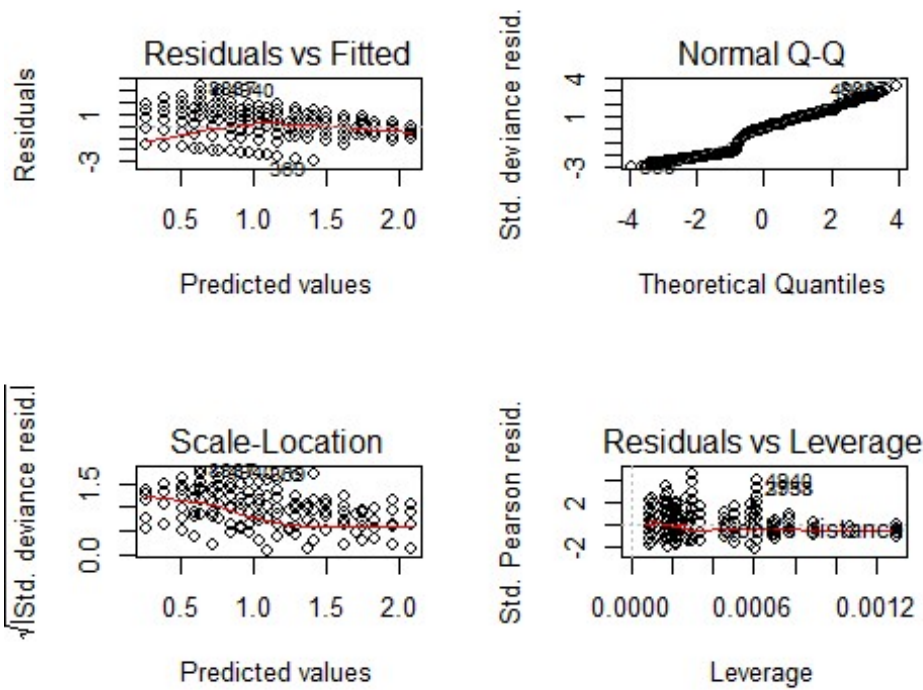 Residuals vs Fitted
Residuals
1
-3
0.5 1.0 1.5 2.0
Predicted values
Normal Q-Q
Std. deviance resid.
4
1
-3
-4 -2 0 2 4
Theoretical Quantiles
Scale-Location
√|Std. deviance resid.|
1.5
0.0
0.5 1.0 1.5 2.0
Predicted values
Residuals vs Leverage
Std. Pearson resid.
2
-2
4940
0.0000 0.0006 0.0012
Leverage